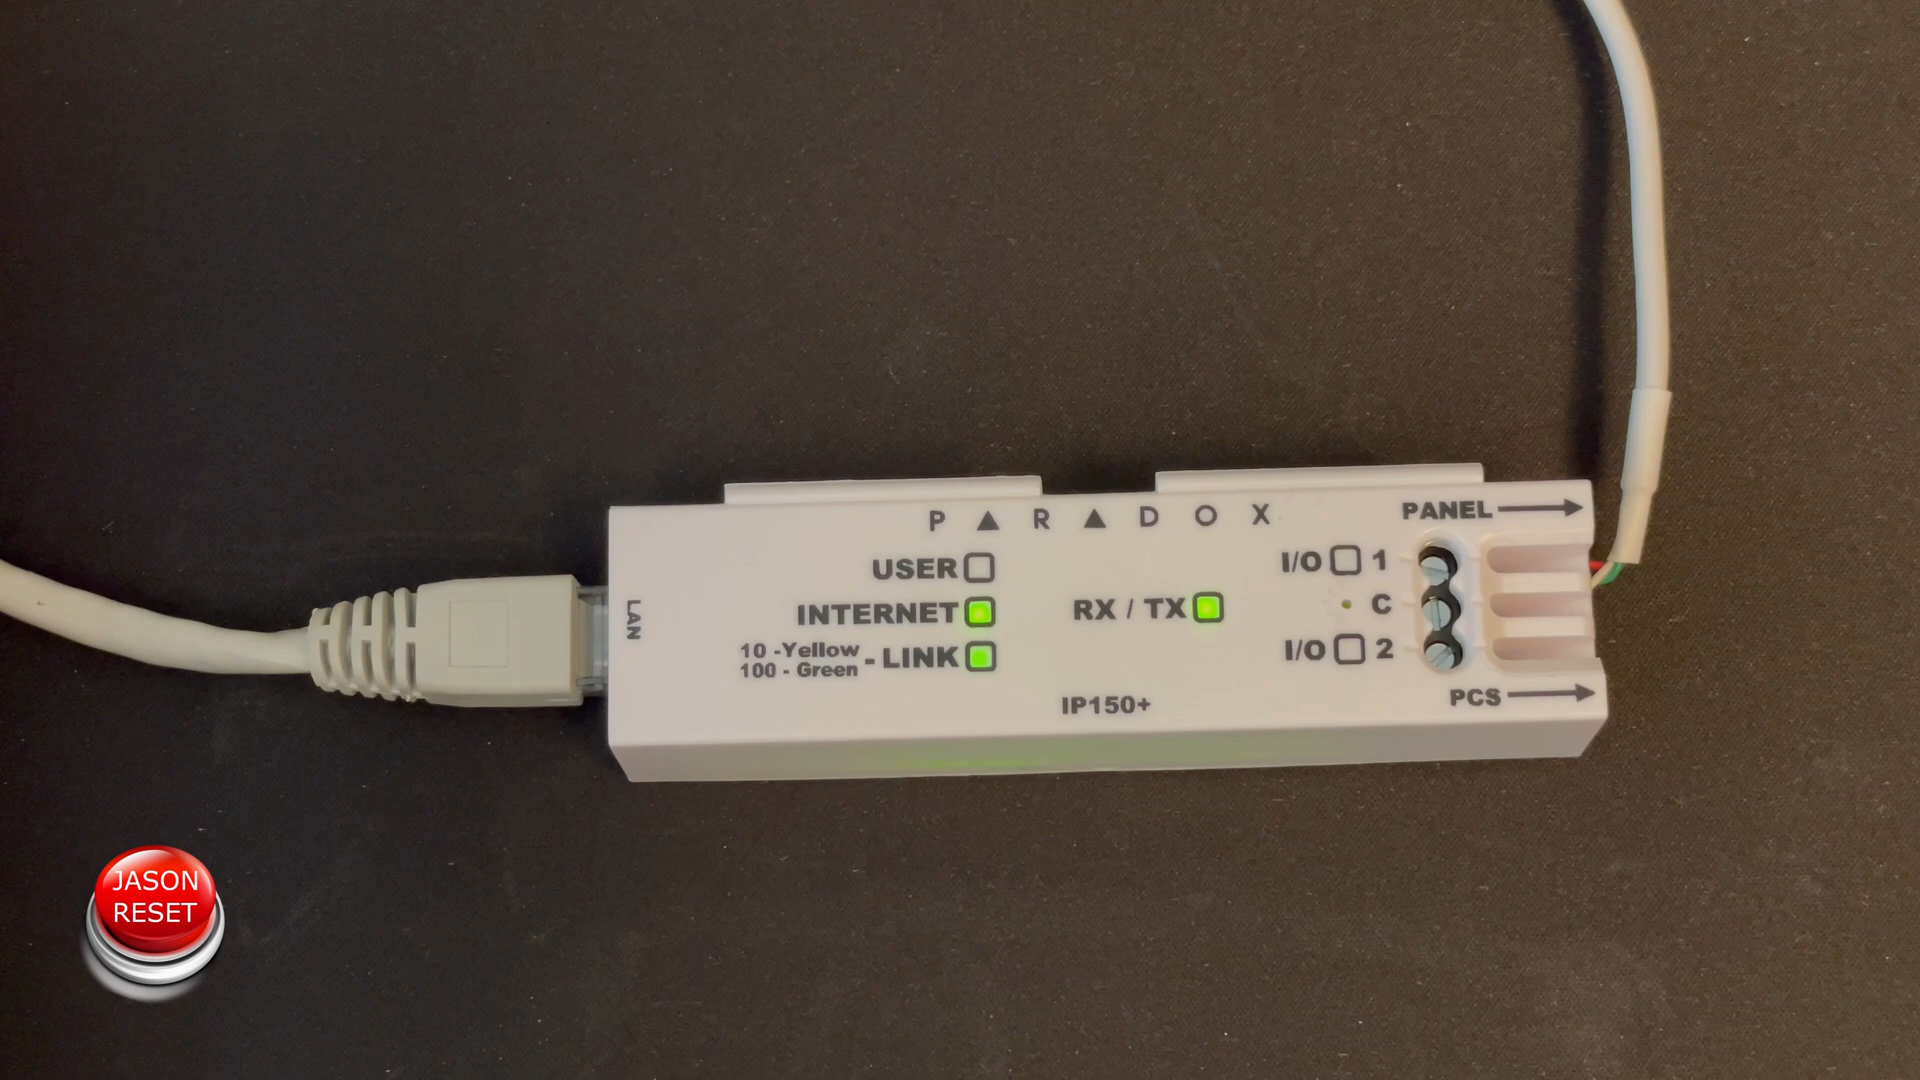 PARADOX
PANEL
USER
I/O 1
INTERNET
RX / TX
C
LAN
10 -Yellow
100 - Green
- LINK
I/O 2
IP150+
PCS
JASON
RESET